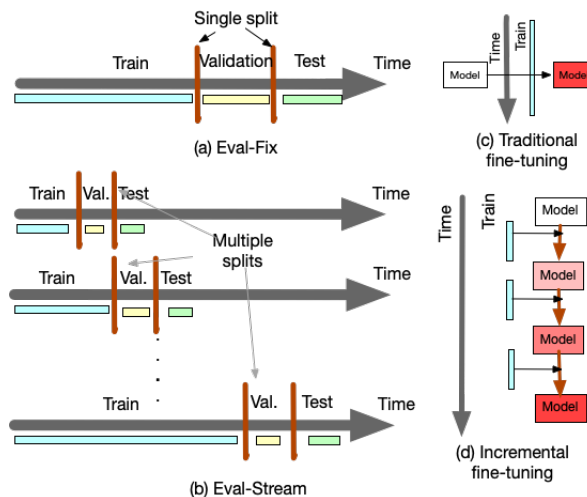 Single split
Train Validation Test Time
(a) Eval-Fix
Train Val. Test Time
Multiple
splits
Train Val. Test Time
Train Val. Test Time
(b) Eval-Stream
Time Train
Model Model
(c) Traditional
fine-tuning
Time Train
Model
Model
Model
Model
(d) Incremental
fine-tuning